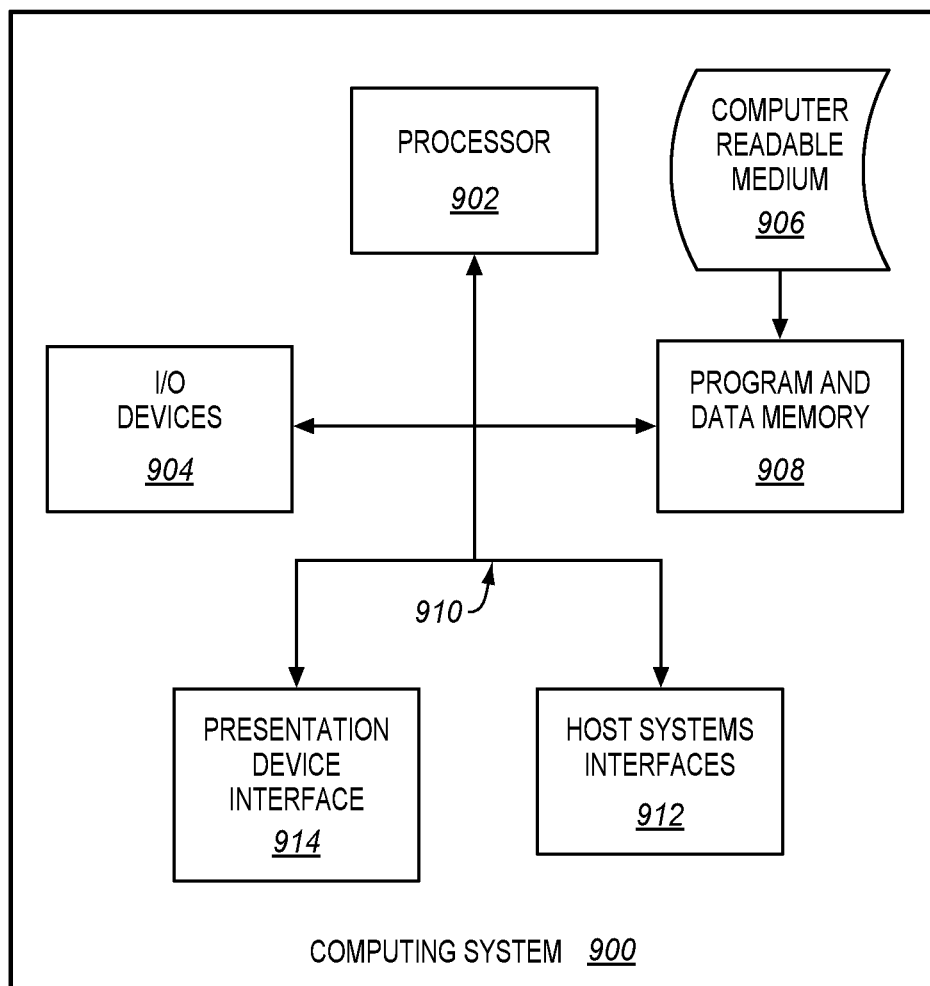 PROCESSOR
902
COMPUTER
READABLE
MEDIUM
906
I/O
DEVICES
904
PROGRAM AND
DATA MEMORY
908
910
PRESENTATION
DEVICE
INTERFACE
914
HOST SYSTEMS
INTERFACES
912
COMPUTING SYSTEM 900